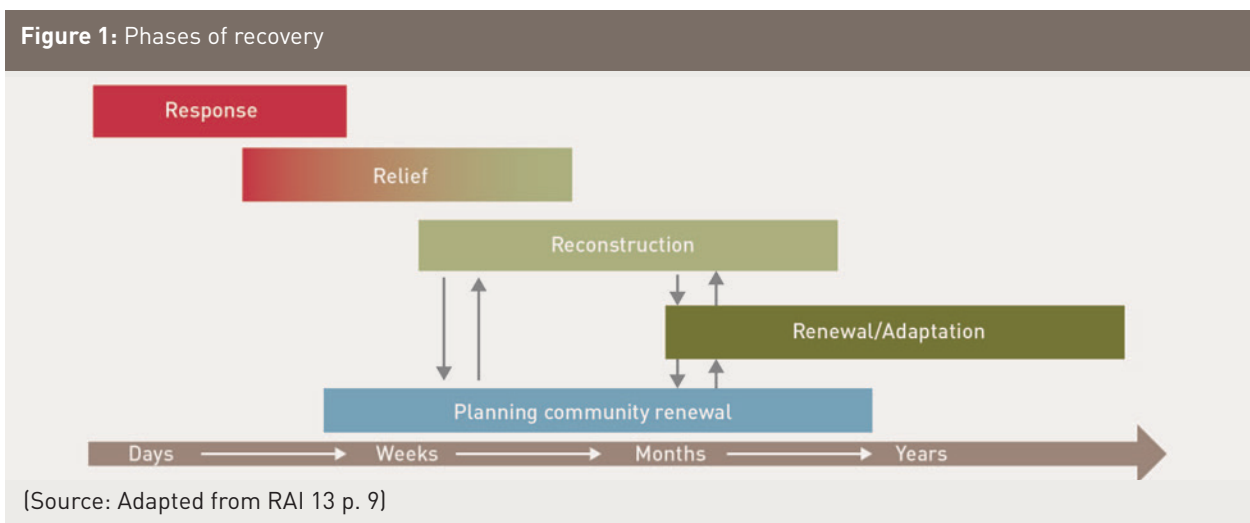 Figure 1: Phases of recovery
Response
Relief
Reconstruction
Renewal/Adaptation
Planning community renewal
Days Weeks Months Years
(Source: Adapted from RAI 13 p. 9)